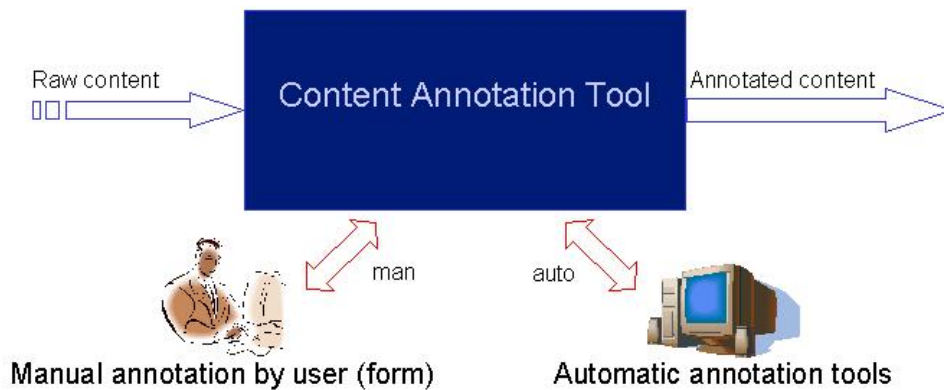 Raw content
Content Annotation Tool
Annotated content
man
auto
Manual annotation by user (form)
Automatic annotation tools